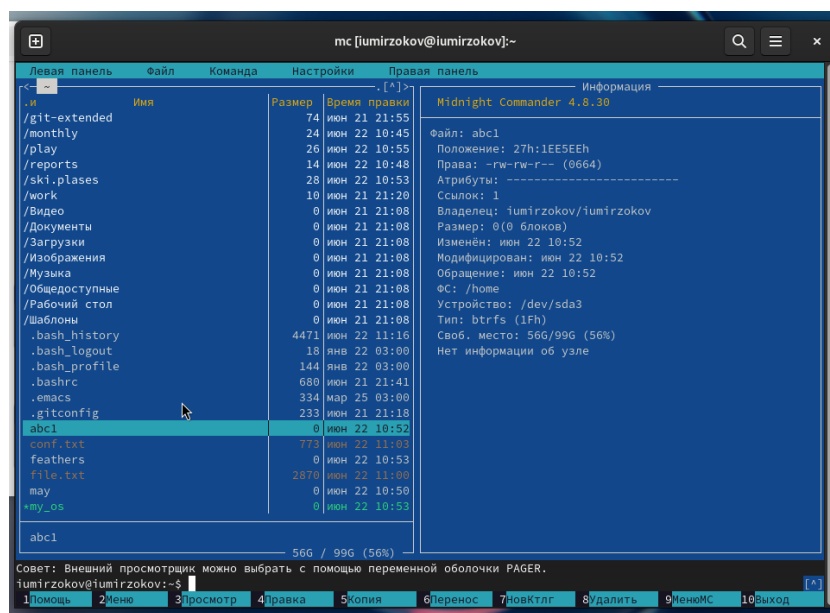 mc [iumirzokov@iumirzokov]:~
Левая панель Файл Команда Настройки Правая панель
<─ ~ .[^]>
.и Имя Размер Время правки
/git-extended 74 июн 21 21:55
/monthly 24 июн 22 10:45
/play 26 июн 22 10:55
/reports 14 июн 22 10:48
/ski.plases 28 июн 22 10:53
/work 10 июн 21 21:20
/Видео 0 июн 21 21:08
/Документы 0 июн 21 21:08
/Загрузки 0 июн 21 21:08
/Изображения 0 июн 21 21:08
/Музыка 0 июн 21 21:08
/Общедоступные 0 июн 21 21:08
/Рабочий стол 0 июн 21 21:08
/Шаблоны 0 июн 21 21:08
.bash_history 4471 июн 22 11:16
.bash_logout 18 янв 22 03:00
.bash_profile 144 янв 22 03:00
.bashrc 680 июн 21 21:41
.emacs 334 мар 25 03:00
.gitconfig 233 июн 21 21:18
abc1 0 июн 22 10:52
conf.txt 773 июн 22 11:03
feathers 0 июн 22 10:53
file.txt 2870 июн 22 11:00
may 0 июн 22 10:50
*my_os 0 июн 22 10:53
abc1
56G / 99G (56%)
Информация
Midnight Commander 4.8.30
Файл: abc1
Положение: 27h:1EE5EEh
Права: -rw-rw-r-- (0664)
Атрибуты: -------------------------
Ссылок: 1
Владелец: iumirzokov/iumirzokov
Размер: 0(0 блоков)
Изменён: июн 22 10:52
Модифицирован: июн 22 10:52
Обращение: июн 22 10:52
ФС: /home
Устройство: /dev/sda3
Тип: btrfs (1Fh)
Своб. место: 56G/99G (56%)
Нет информации об узле
Совет: Внешний просмотрщик можно выбрать с помощью переменной оболочки PAGER.
iumirzokov@iumirzokov:~$ [^]
1Помощь 2Меню 3Просмотр 4Правка 5Копия 6Перенос 7НовКтлг 8Удалить 9МенюМС 10Выход